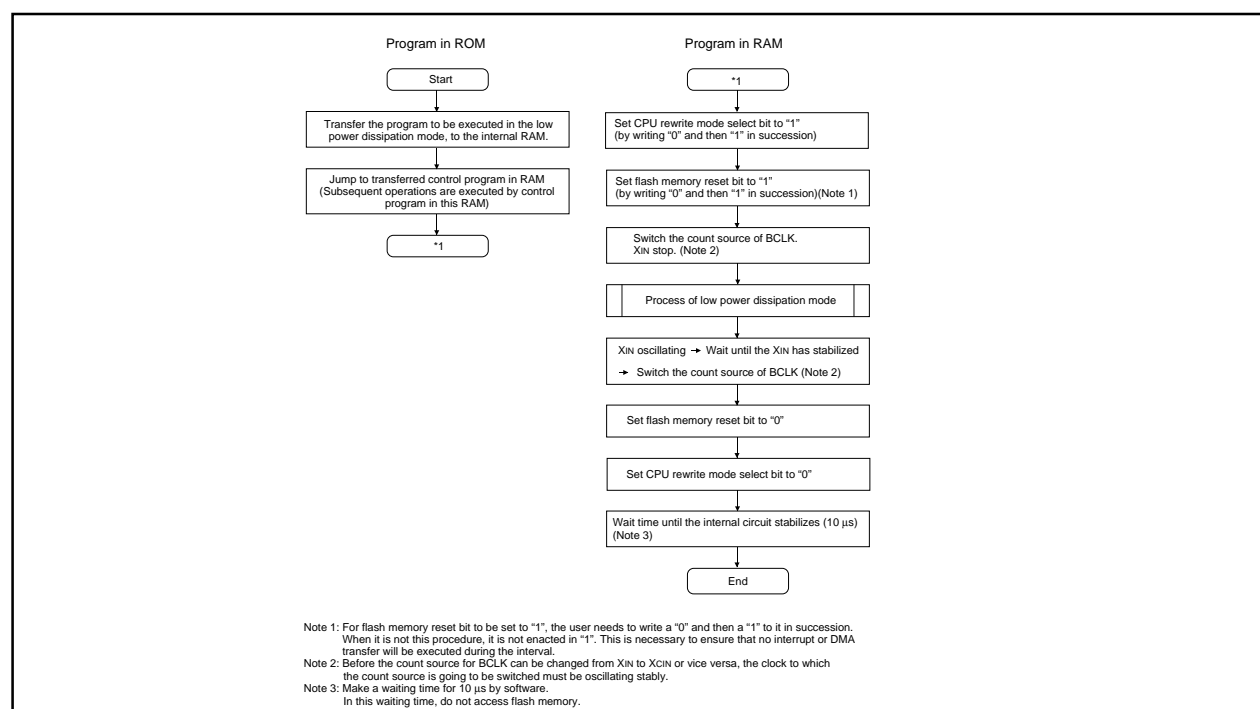 Program in ROM
Start
Transfer the program to be executed in the low
power dissipation mode, to the internal RAM.
Jump to transferred control program in RAM
(Subsequent operations are executed by control
program in this RAM)
*1
Program in RAM
*1
Set CPU rewrite mode select bit to “1”
(by writing “0” and then “1” in succession)
Set flash memory reset bit to “1”
(by writing “0” and then “1” in succession)(Note 1)
Switch the count source of BCLK.
XIN stop. (Note 2)
Process of low power dissipation mode
XIN oscillating → Wait until the XIN has stabilized
→ Switch the count source of BCLK (Note 2)
Set flash memory reset bit to “0”
Set CPU rewrite mode select bit to “0”
Wait time until the internal circuit stabilizes (10 μs)
(Note 3)
End
Note 1: For flash memory reset bit to be set to “1”, the user needs to write a “0” and then a “1” to it in succession.
When it is not this procedure, it is not enacted in “1”. This is necessary to ensure that no interrupt or DMA
transfer will be executed during the interval.
Note 2: Before the count source for BCLK can be changed from XIN to XCIN or vice versa, the clock to which
the count source is going to be switched must be oscillating stably.
Note 3: Make a waiting time for 10 μs by software.
In this waiting time, do not access flash memory.